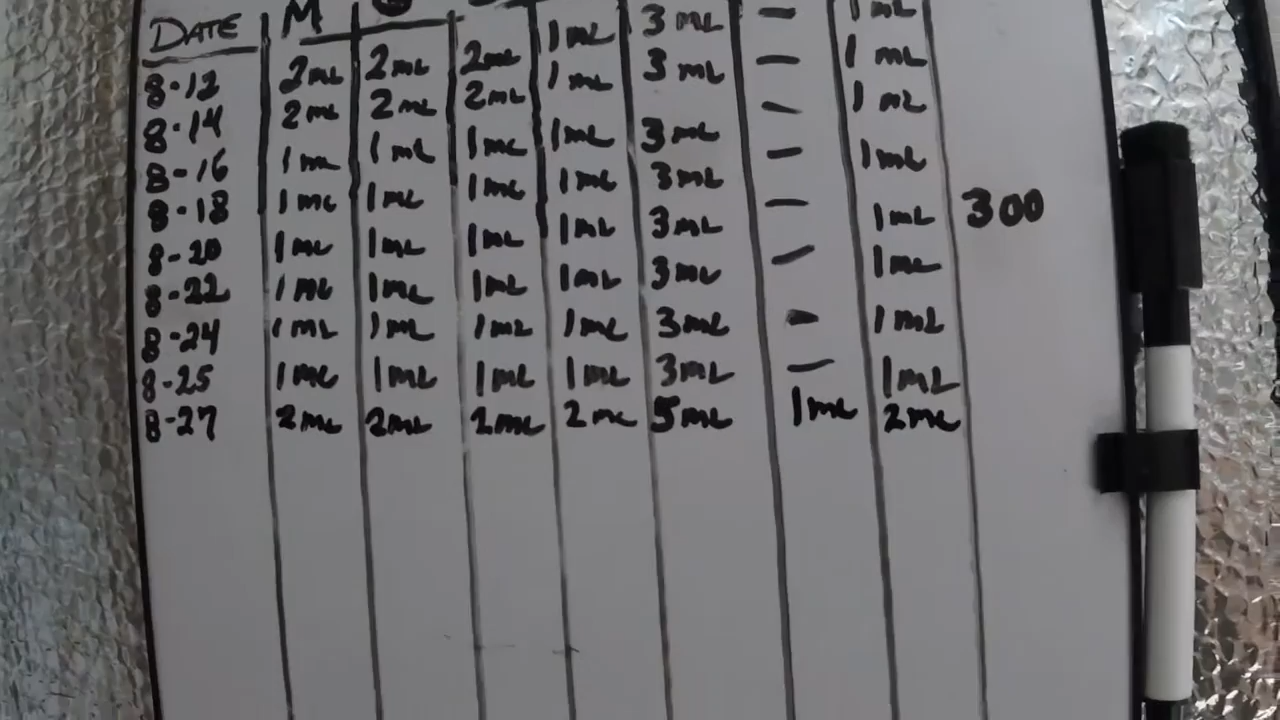 DATE M
8-12 2mL 2mL 2mL 1mL 3mL — 1mL
8-14 2mL 2mL 2mL 1mL 3mL — 1mL
8-16 1mL 1mL 1mL 1mL 3mL — 1mL
8-18 1mL 1mL 1mL 1mL 3mL — 1mL
8-20 1mL 1mL 1mL 1mL 3mL — 1mL 300
8-22 1mL 1mL 1mL 1mL 3mL — 1mL
8-24 1mL 1mL 1mL 1mL 3mL — 1mL
8-25 1mL 1mL 1mL 1mL 3mL — 1mL
8-27 2mL 2mL 2mL 2mL 5mL 1mL 2mL